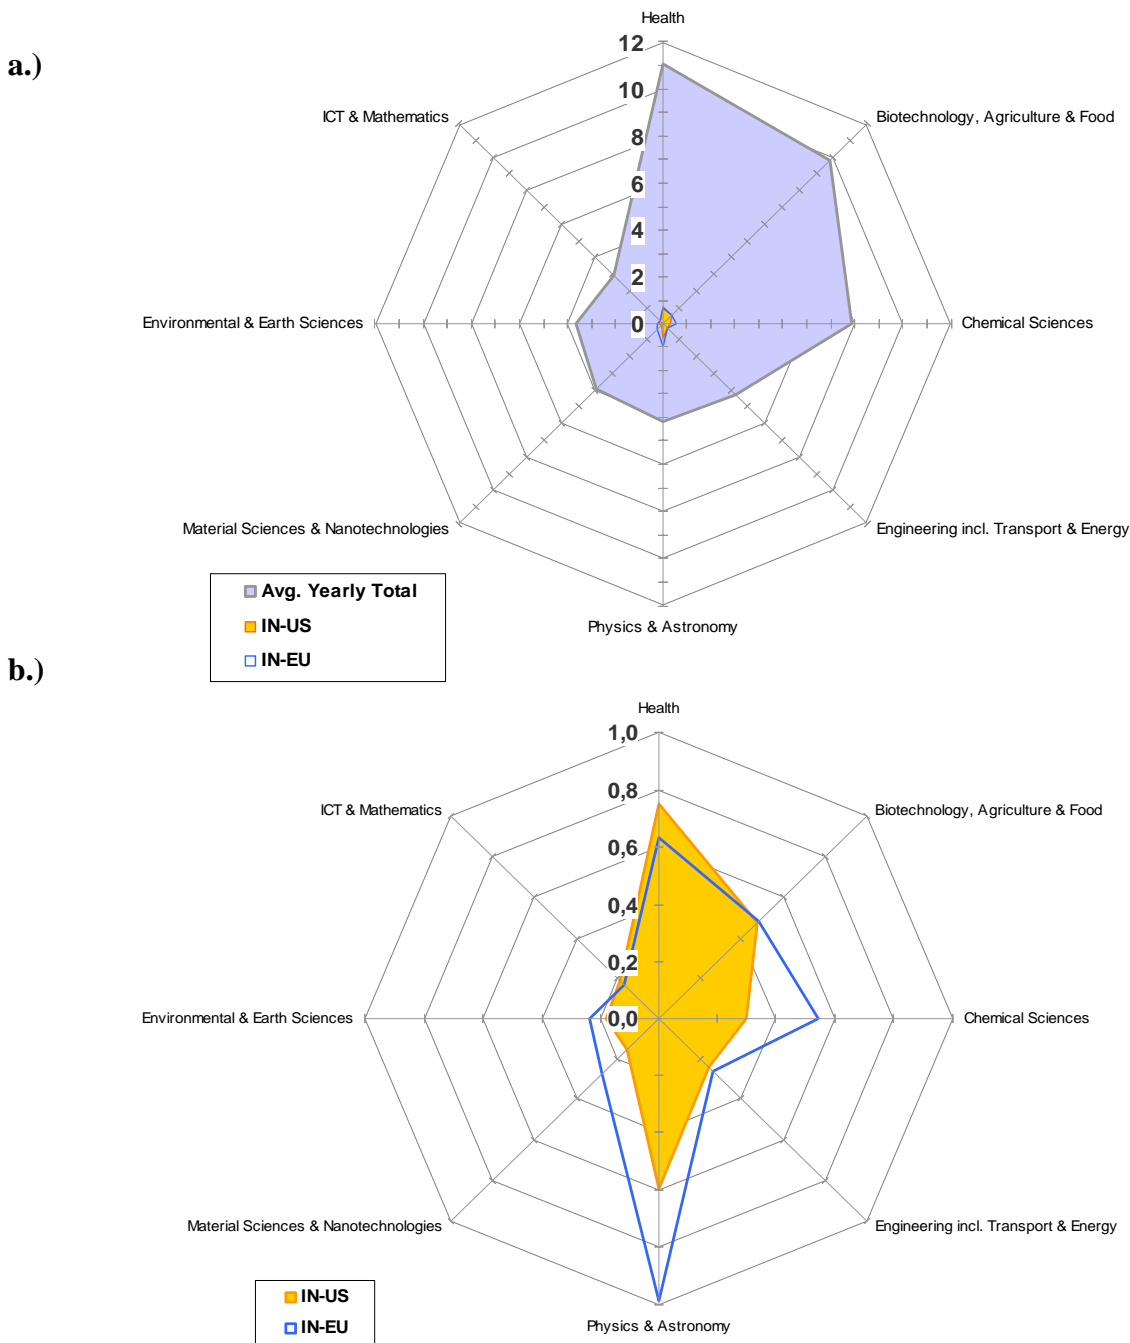 a.)
Health
12
10
8
6
4
2
0
ICT & Mathematics
Biotechnology, Agriculture & Food
Environmental & Earth Sciences
Chemical Sciences
Material Sciences & Nanotechnologies
Engineering incl. Transport & Energy
Physics & Astronomy
Avg. Yearly Total
IN-US
IN-EU
b.)
Health
1,0
0,8
0,6
0,4
0,2
0,0
ICT & Mathematics
Biotechnology, Agriculture & Food
Environmental & Earth Sciences
Chemical Sciences
Material Sciences & Nanotechnologies
Engineering incl. Transport & Energy
Physics & Astronomy
IN-US
IN-EU